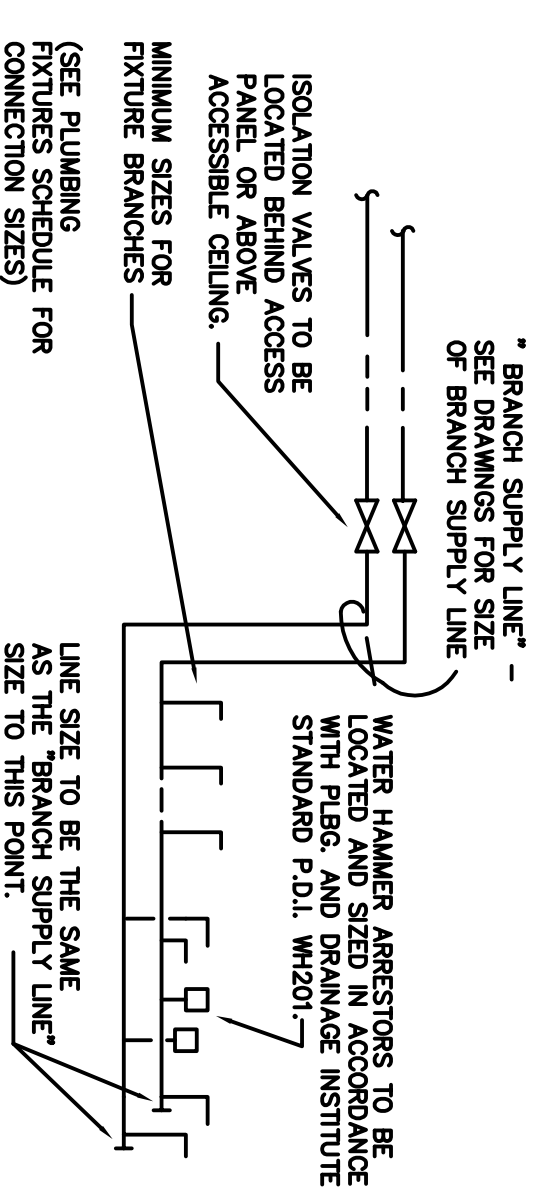 " BRANCH SUPPLY LINE" –
SEE DRAWINGS FOR SIZE
OF BRANCH SUPPLY LINE
ISOLATION VALVES TO BE
LOCATED BEHIND ACCESS
PANEL OR ABOVE
ACCESSIBLE CEILING.
MINIMUM SIZES FOR
FIXTURE BRANCHES
(SEE PLUMBING
FIXTURES SCHEDULE FOR
CONNECTION SIZES)
WATER HAMMER ARRESTORS TO BE
LOCATED AND SIZED IN ACCORDANCE
WITH PLBG. AND DRAINAGE INSTITUTE
STANDARD P.D.I. WH201.
LINE SIZE TO BE THE SAME
AS THE "BRANCH SUPPLY LINE"
SIZE TO THIS POINT.